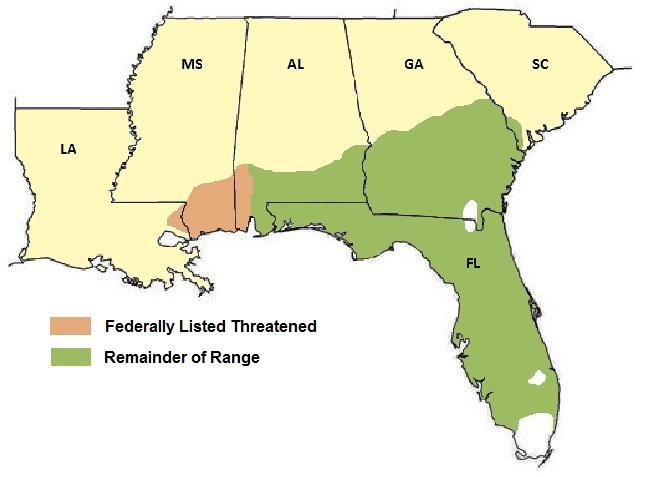 MS
AL
GA
SC
LA
FL
Federally Listed Threatened
Remainder of Range